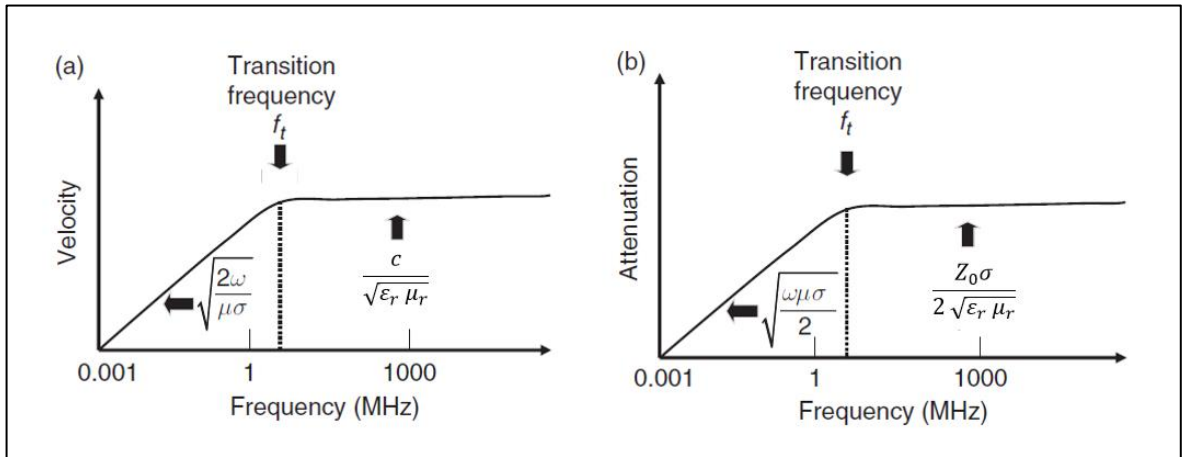 (a)
Transition
frequency
f_t
Velocity
√(2ω/μσ)
c/√(ε_r μ_r)
0.001
1
1000
Frequency (MHz)
(b)
Transition
frequency
f_t
Attenuation
√(ωμσ/2)
Z_0σ/(2 √(ε_r μ_r))
0.001
1
1000
Frequency (MHz)